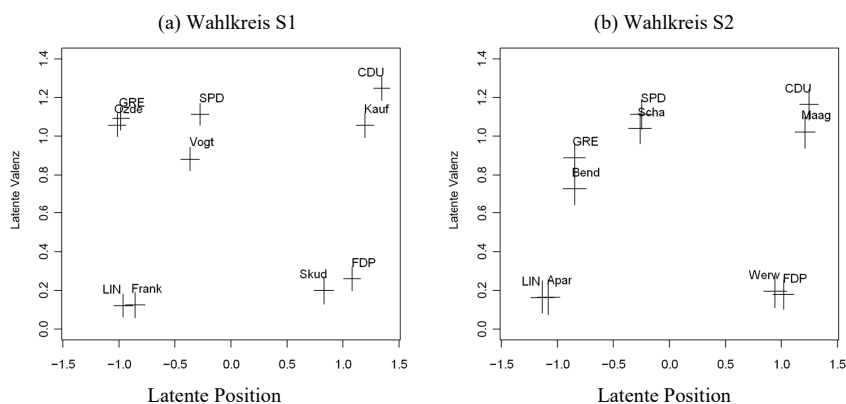 (a) Wahlkreis S1
(b) Wahlkreis S2
Latente Valenz
1.4
1.2
1.0
0.8
0.6
0.4
0.2
0.0
CDU
GRE
SPD
Özde
Kauf
Vogt
LIN Frank
Skud
FDP
−1.5 −1.0 −0.5 0.0 0.5 1.0 1.5
Latente Position
Latente Valenz
1.4
1.2
1.0
0.8
0.6
0.4
0.2
0.0
CDU
SPD
Scha
Maag
GRE
Bend
LIN Apar
Werw
FDP
−1.5 −1.0 −0.5 0.0 0.5 1.0 1.5
Latente Position